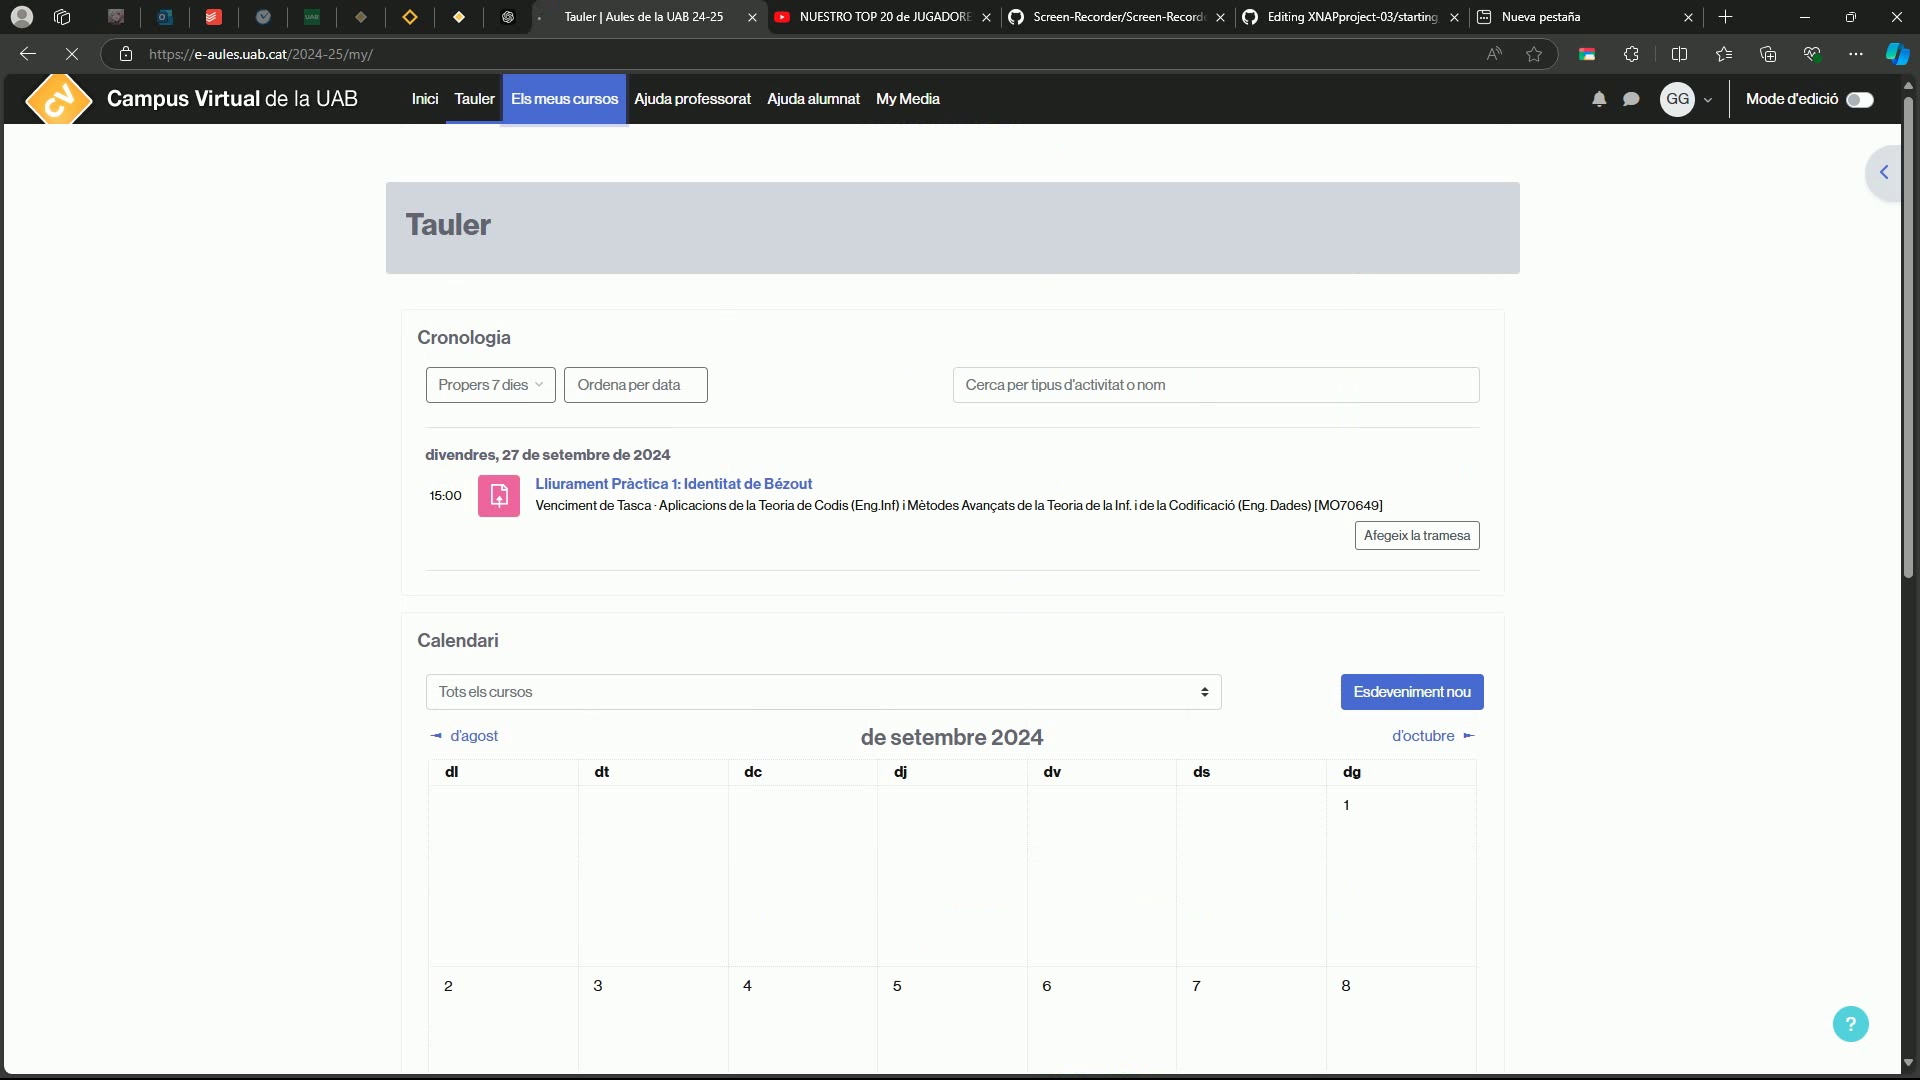 Tauler | Aules de la UAB 24-25
NUESTRO TOP 20 de JUGADORE
Screen-Recorder/Screen-Recorde
Editing XNAPproject-03/starting
Nueva pestaña
https://e-aules.uab.cat/2024-25/my/
CV
Campus Virtual de la UAB
Inici
Tauler
Els meus cursos
Ajuda professorat
Ajuda alumnat
My Media
GG
Mode d'edició
Tauler
Cronologia
Propers 7 dies
Ordena per data
Cerca per tipus d'activitat o nom
divendres, 27 de setembre de 2024
15:00
Lliurament Pràctica 1: Identitat de Bézout
Venciment de Tasca · Aplicacions de la Teoria de Codis (Eng.Inf) i Mètodes Avançats de la Teoria de la Inf. i de la Codificació (Eng. Dades) [MO70649]
Afegeix la tramesa
Calendari
Tots els cursos
Esdeveniment nou
◄ d'agost
de setembre 2024
d'octubre ►
dl dt dc dj dv ds dg
1
2 3 4 5 6 7 8
?